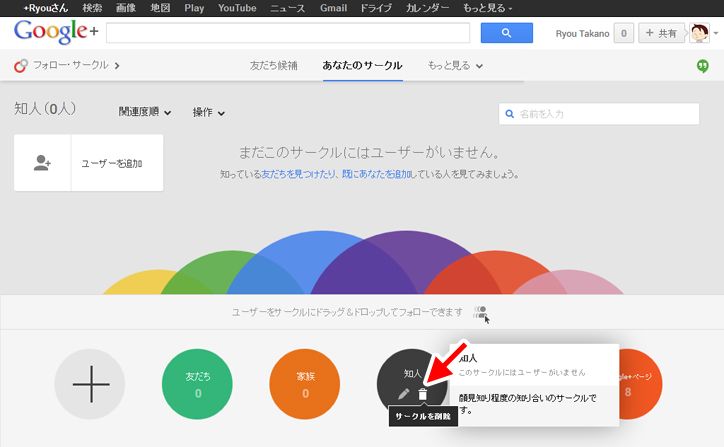 +Ryouさん 検索 画像 地図 Play YouTube ニュース Gmail ドライブ カレンダー もっと見る
Google+ Ryou Takano 0 + 共有
フォロー・サークル 友だち候補 あなたのサークル もっと見る
知人(0人) 関連度順 操作 名前を入力
ユーザーを追加
まだこのサークルにはユーザーがいません。
知っている友だちを見つけたり、既にあなたを追加している人を見てみましょう。
ユーザーをサークルにドラッグ&ドロップしてフォローできます
友だち
0
家族
0
知人
サークルを削除
知人
このサークルにはユーザーがいません
顔見知り程度の知り合いのサークルで
す。
gle+ページ
8